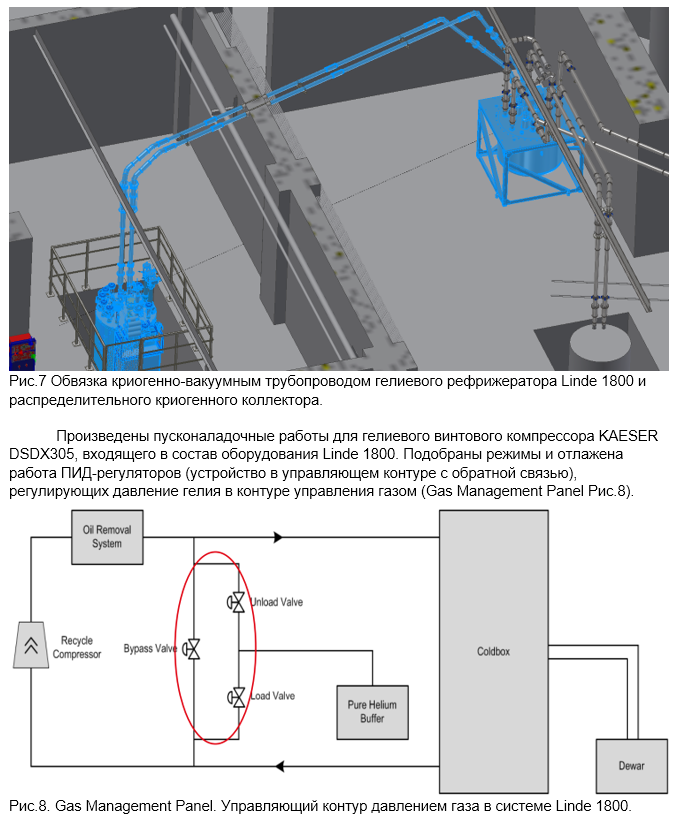 Рис.7 Обвязка криогенно-вакуумным трубопроводом гелиевого рефрижератора Linde 1800 и
распределительного криогенного коллектора.
Произведены пусконаладочные работы для гелиевого винтового компрессора KAESER
DSDX305, входящего в состав оборудования Linde 1800. Подобраны режимы и отлажена
работа ПИД-регуляторов (устройство в управляющем контуре с обратной связью),
регулирующих давление гелия в контуре управления газом (Gas Management Panel Рис.8).
Oil Removal
System
Unload Valve
Recycle
Compressor
Bypass Valve
Coldbox
Load Valve
Pure Helium
Buffer
Dewar
Рис.8. Gas Management Panel. Управляющий контур давлением газа в системе Linde 1800.